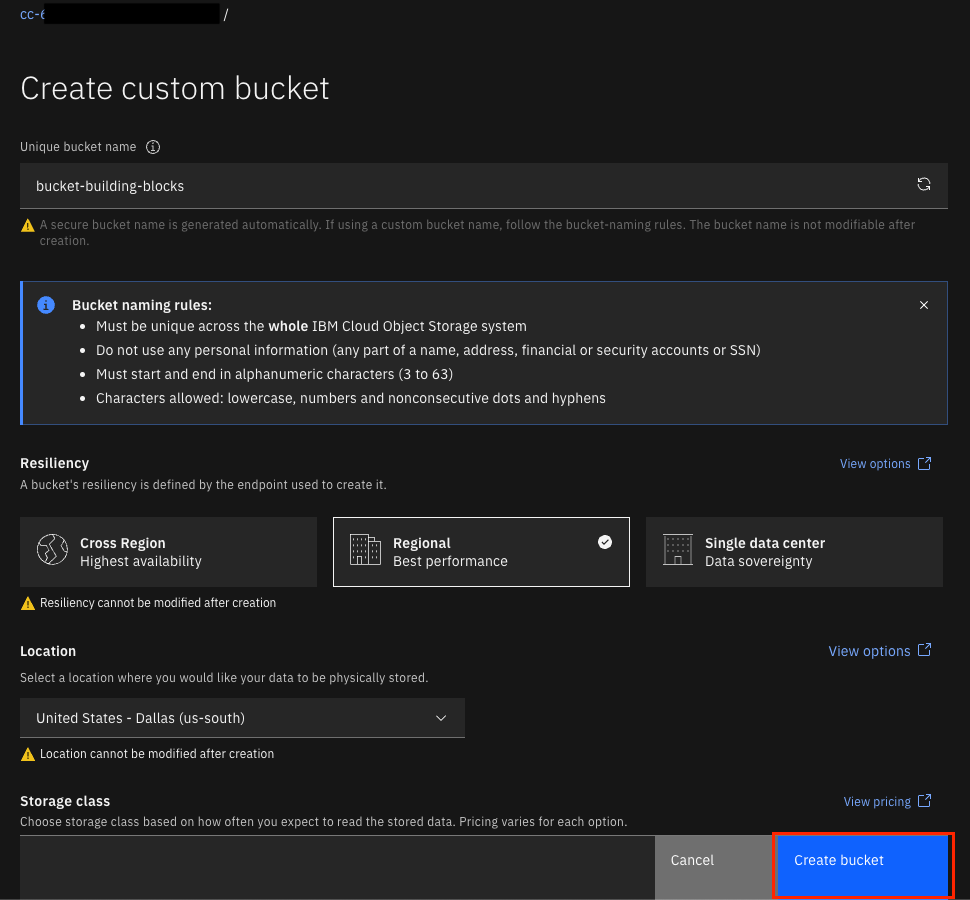 cc-6 /
Create custom bucket
Unique bucket name
bucket-building-blocks
A secure bucket name is generated automatically. If using a custom bucket name, follow the bucket-naming rules. The bucket name is not modifiable after
creation.
Bucket naming rules:
• Must be unique across the whole IBM Cloud Object Storage system
• Do not use any personal information (any part of a name, address, financial or security accounts or SSN)
• Must start and end in alphanumeric characters (3 to 63)
• Characters allowed: lowercase, numbers and nonconsecutive dots and hyphens
Resiliency
View options
A bucket's resiliency is defined by the endpoint used to create it.
Cross Region
Highest availability
Regional
Best performance
Single data center
Data sovereignty
Resiliency cannot be modified after creation
Location
View options
Select a location where you would like your data to be physically stored.
United States - Dallas (us-south)
Location cannot be modified after creation
Storage class
View pricing
Choose storage class based on how often you expect to read the stored data. Pricing varies for each option.
Cancel
Create bucket